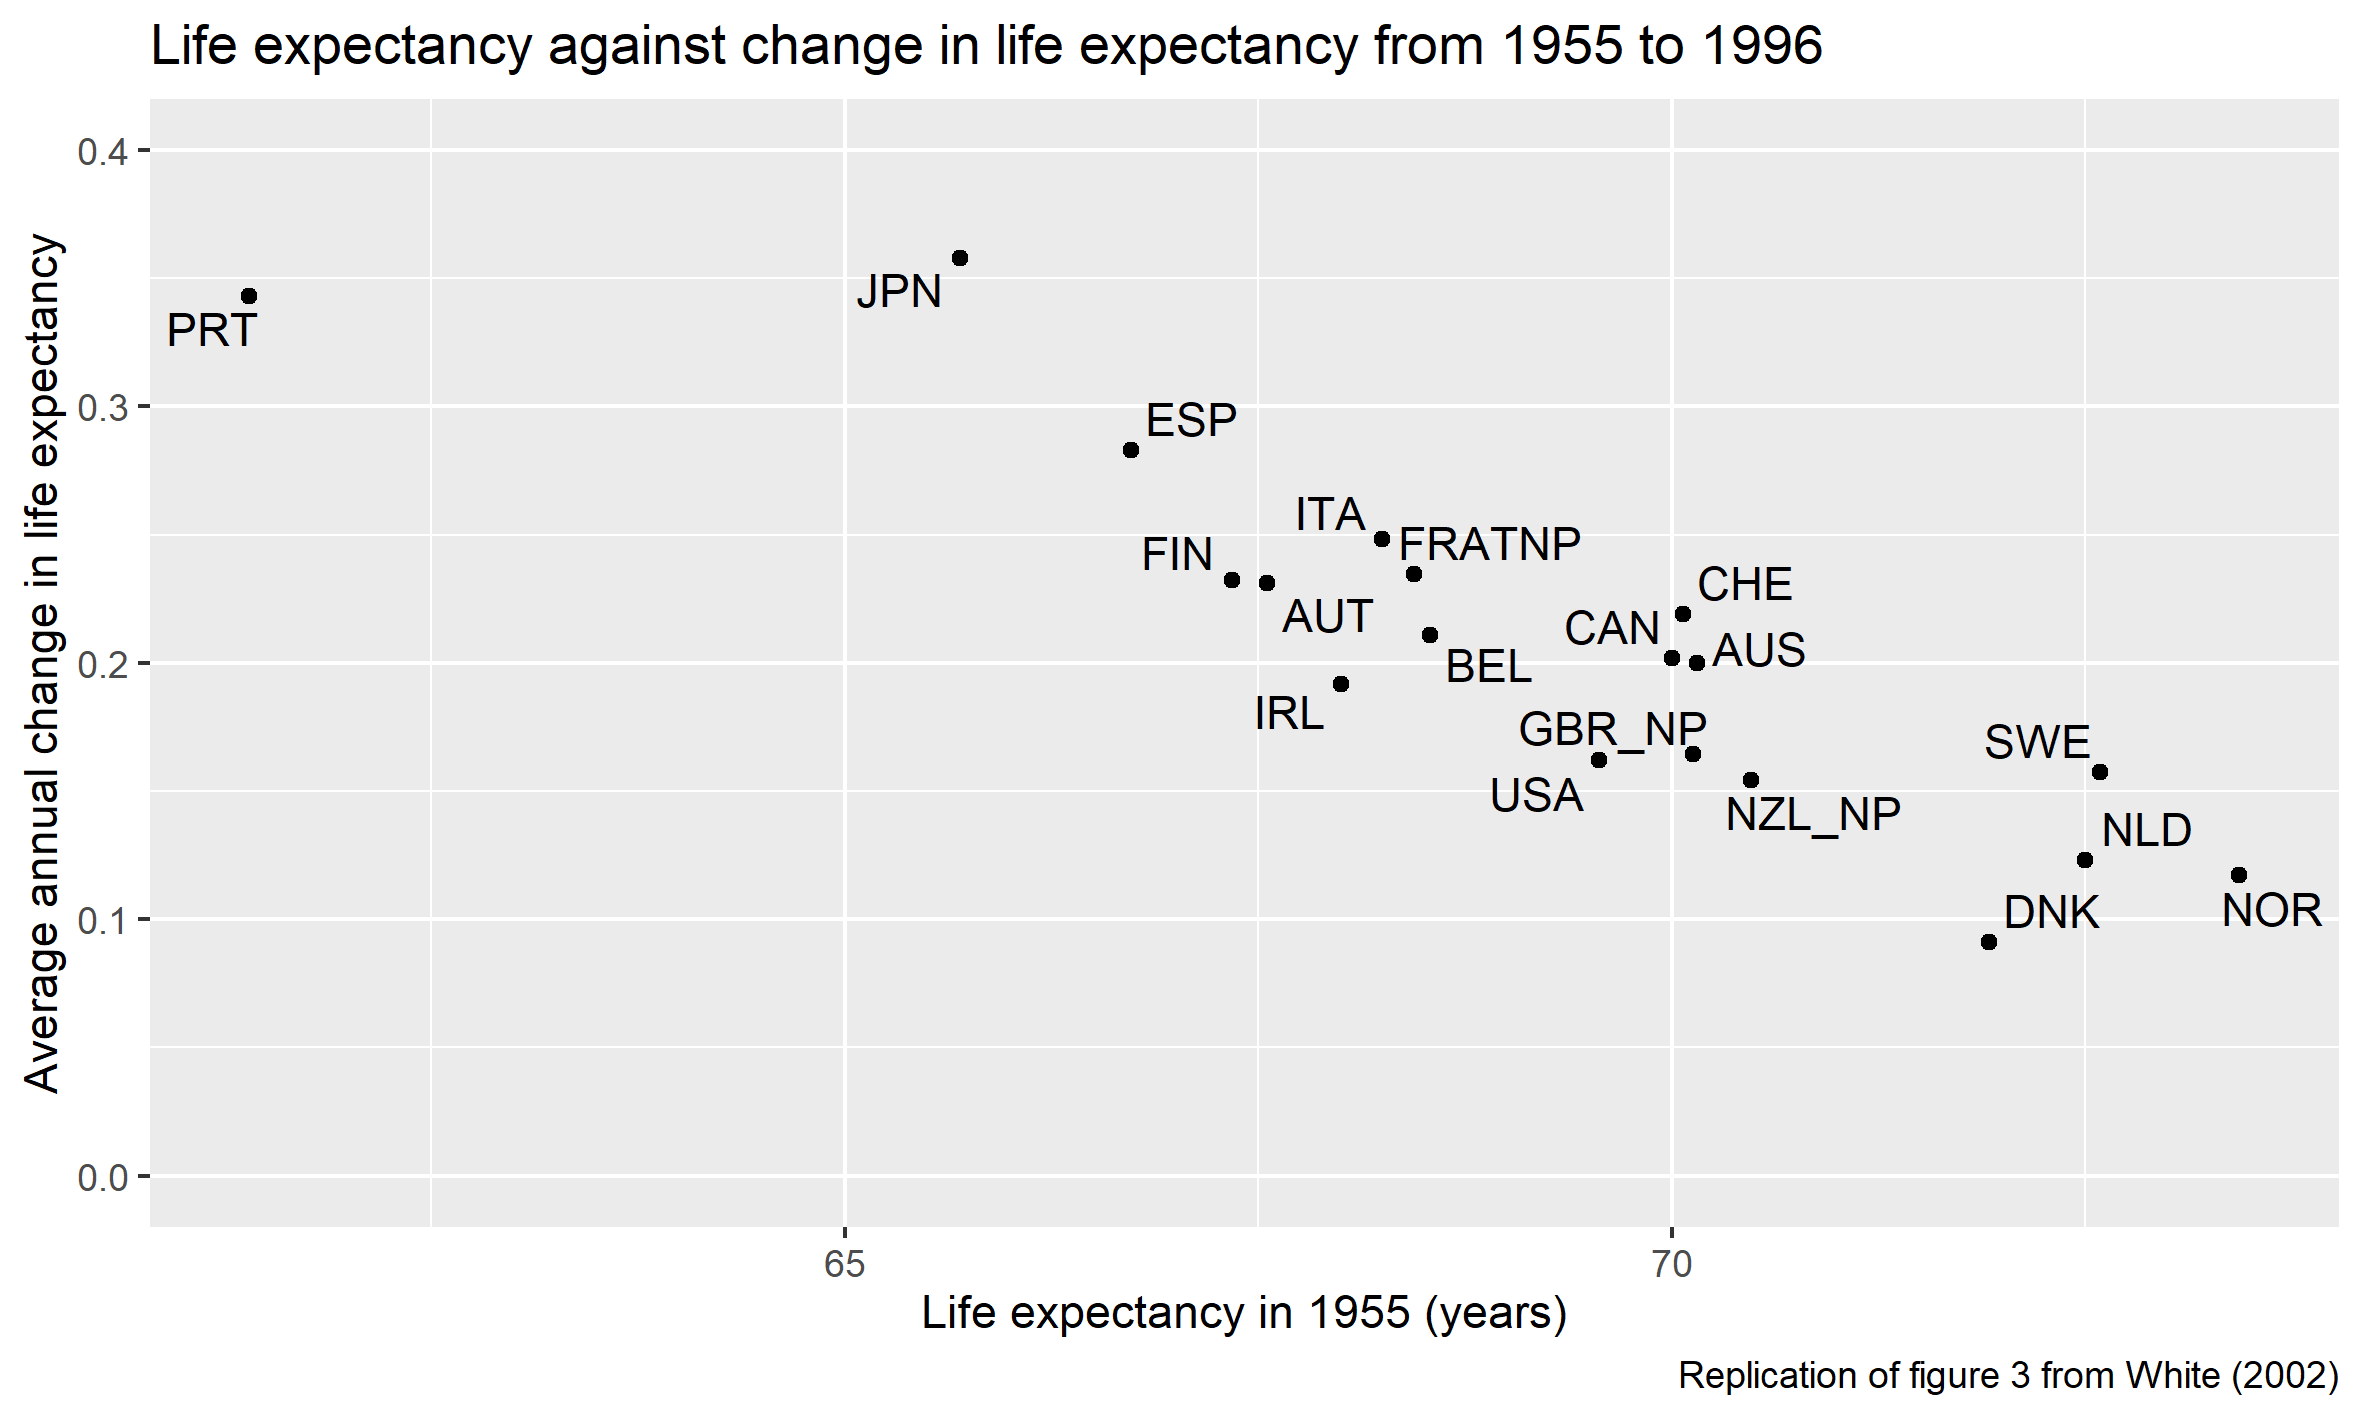 Life expectancy against change in life expectancy from 1955 to 1996
Average annual change in life expectancy
0.4
0.3
0.2
0.1
0.0
JPN
PRT
ESP
ITA
FRATNP
FIN
CHE
AUT
CAN
AUS
BEL
IRL
GBR_NP
SWE
USA
NZL_NP
NLD
DNK
NOR
65
70
Life expectancy in 1955 (years)
Replication of figure 3 from White (2002)